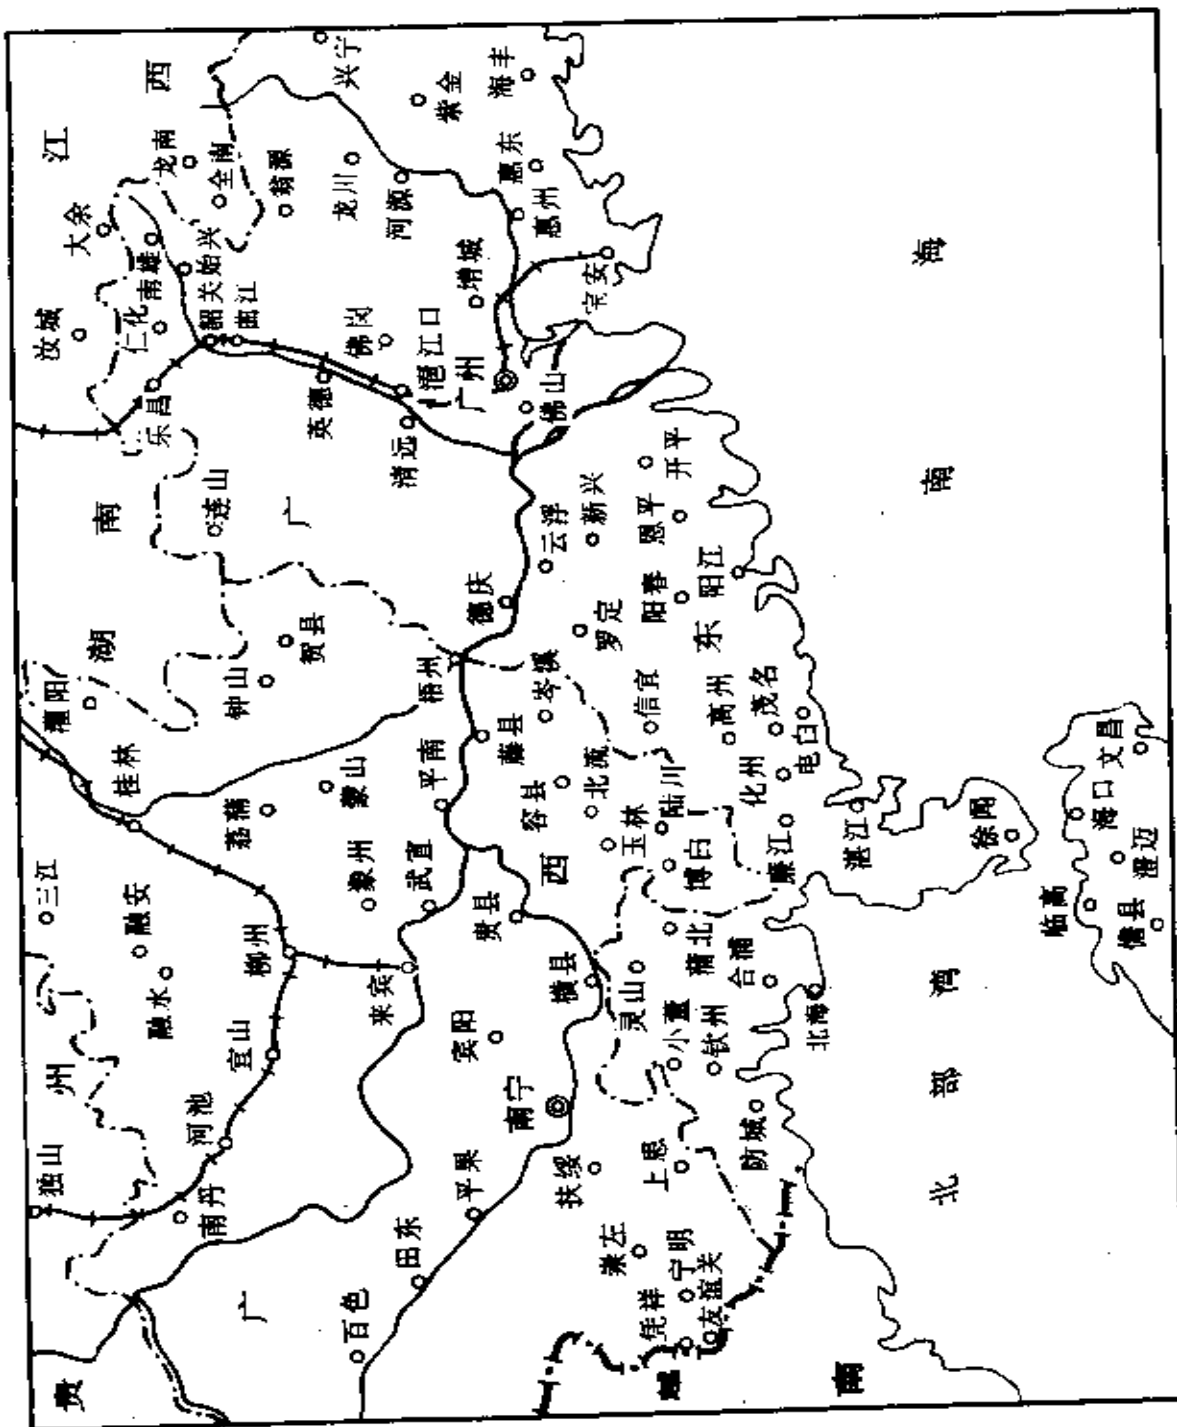 贵州
湖南
江西
广西
广东
越南
南海
北部湾
独山
三江
灌阳
汝城
大余
南丹
河池
融水
融安
桂林
连山
乐昌
仁化
南雄
始兴
韶关
曲江
龙南
全南
翁源
宜山
柳州
荔蒲
蒙山
钟山
贺县
英德
佛岗
浥江口
清远
龙川
河源
兴宁
紫金
百色
田东
平果
来宾
宾阳
象州
武宣
贵县
平南
藤县
梧州
德庆
云浮
新兴
广州
佛山
增城
惠州
惠东
海丰
宝安
南宁
扶绥
横县
灵山
容县
北流
玉林
岑溪
罗定
信宜
陆川
博白
恩平
开平
阳春
阳江
崇左
凭祥
宁明
友谊关
上思
小董
钦州
防城
蒲北
合浦
北海
廉江
化州
高州
茂名
电白
湛江
徐闻
临高
儋县
澄迈
海口
文昌